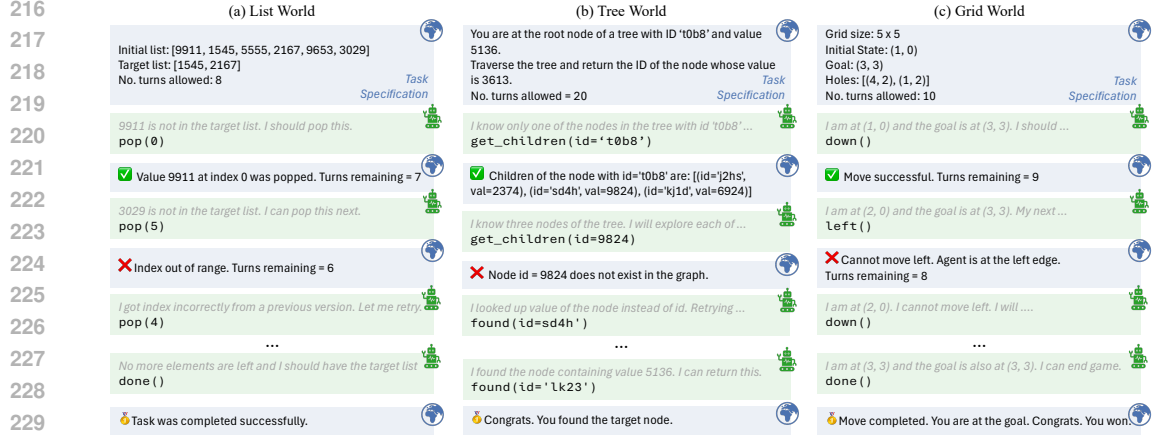 216
217
218
219
220
221
222
223
224
225
226
227
228
229
(a) List World
Initial list: [9911, 1545, 5555, 2167, 9653, 3029]
Target list: [1545, 2167]
No. turns allowed: 8
Task
Specification
9911 is not in the target list. I should pop this.
pop(0)
Value 9911 at index 0 was popped. Turns remaining = 7
3029 is not in the target list. I can pop this next.
pop(5)
Index out of range. Turns remaining = 6
I got index incorrectly from a previous version. Let me retry.
pop(4)
...
No more elements are left and I should have the target list
done()
Task was completed successfully.
(b) Tree World
You are at the root node of a tree with ID 't0b8' and value
5136.
Traverse the tree and return the ID of the node whose value
is 3613.
No. turns allowed = 20
Task
Specification
I know only one of the nodes in the tree with id 't0b8' ...
get_children(id=‘t0b8’)
Children of the node with id='t0b8' are: [(id='j2hs',
val=2374), (id='sd4h', val=9824), (id='kj1d', val=6924)]
I know three nodes of the tree. I will explore each of ...
get_children(id=9824)
Node id = 9824 does not exist in the graph.
I looked up value of the node instead of id. Retrying ...
found(id=sd4h')
...
I found the node containing value 5136. I can return this.
found(id='lk23')
Congrats. You found the target node.
(c) Grid World
Grid size: 5 x 5
Initial State: (1, 0)
Goal: (3, 3)
Holes: [(4, 2), (1, 2)]
No. turns allowed: 10
Task
Specification
I am at (1, 0) and the goal is at (3, 3). I should ...
down()
Move successful. Turns remaining = 9
I am at (2, 0) and the goal is at (3, 3). My next ...
left()
Cannot move left. Agent is at the left edge.
Turns remaining = 8
I am at (2, 0). I cannot move left. I will ....
down()
...
I am at (3, 3) and the goal is also at (3, 3). I can end game.
done()
Move completed. You are at the goal. Congrats. You won.